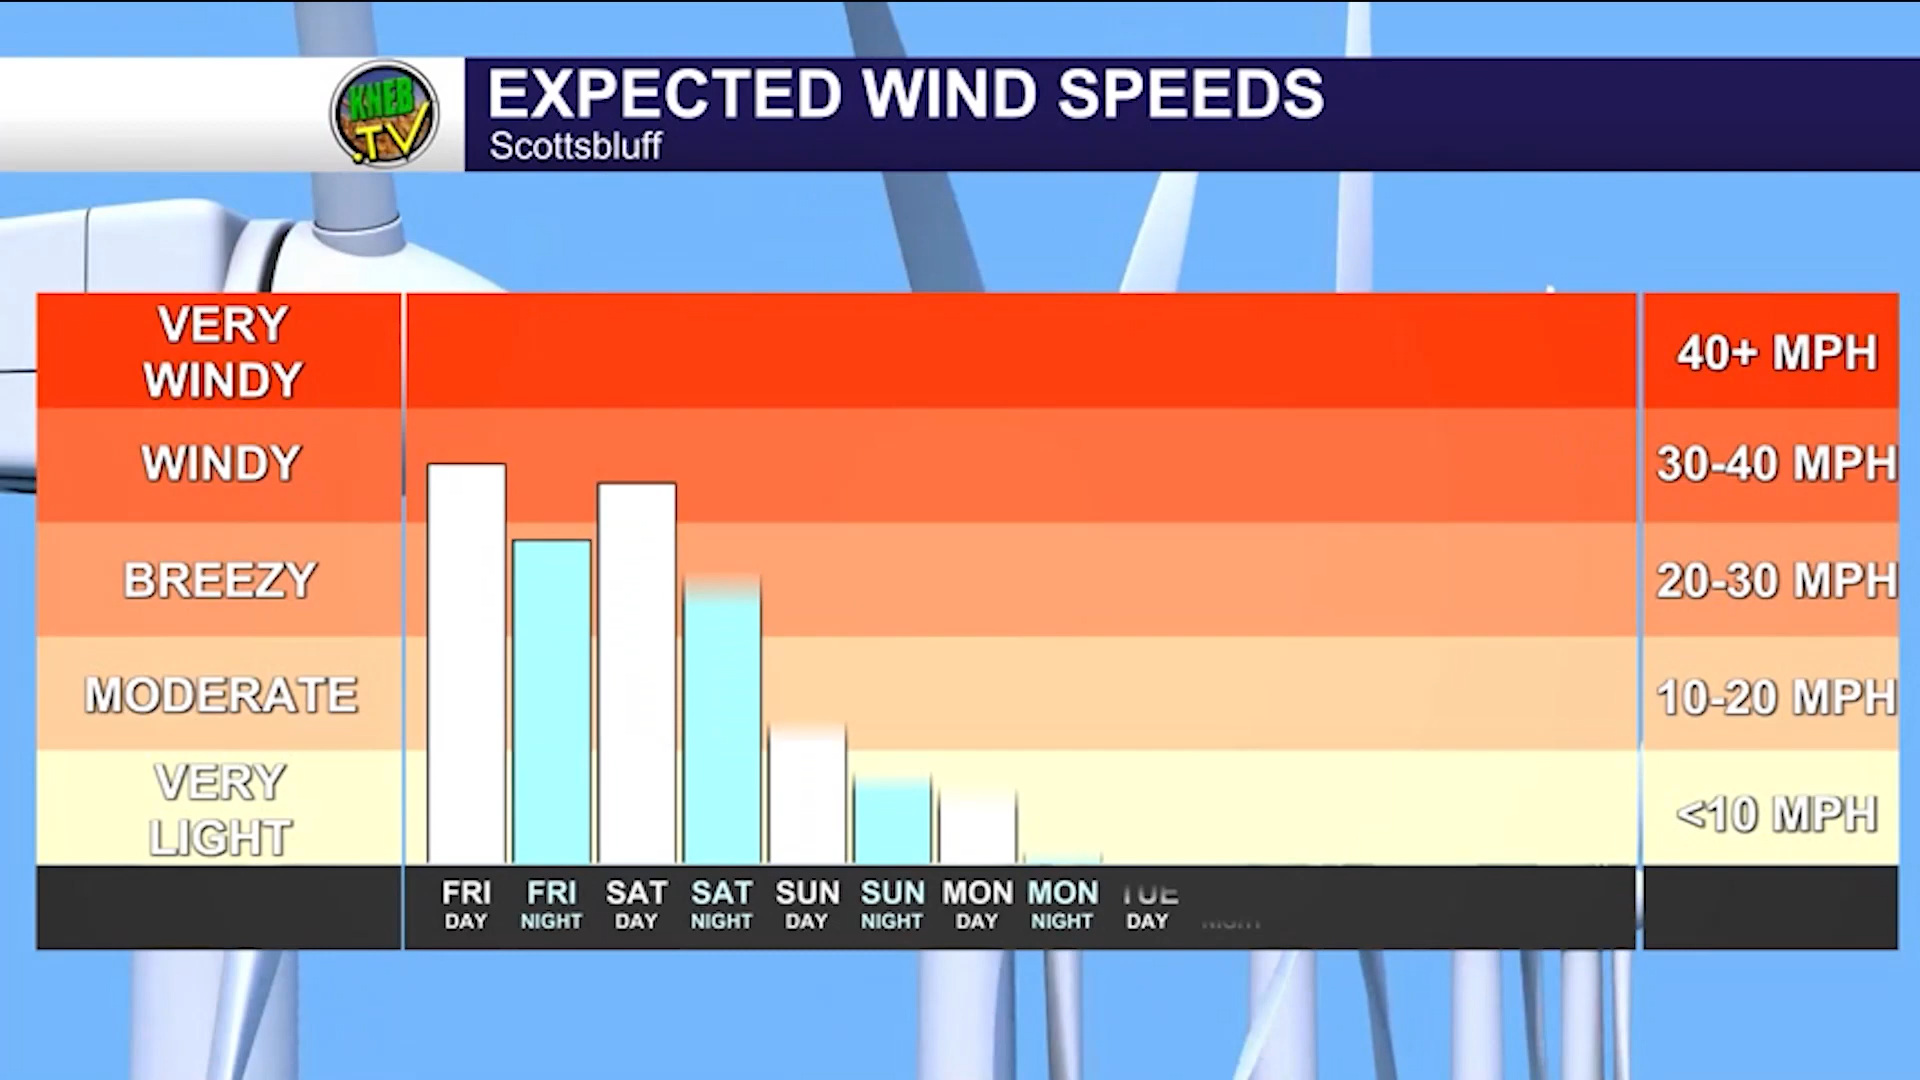 KNEB
.TV
EXPECTED WIND SPEEDS
Scottsbluff
VERY
WINDY
40+ MPH
WINDY
30-40 MPH
BREEZY
20-30 MPH
MODERATE
10-20 MPH
VERY
LIGHT
<10 MPH
FRI FRI SAT SAT SUN SUN MON MON TUE
DAY NIGHT DAY NIGHT DAY NIGHT DAY NIGHT DAY NIGHT